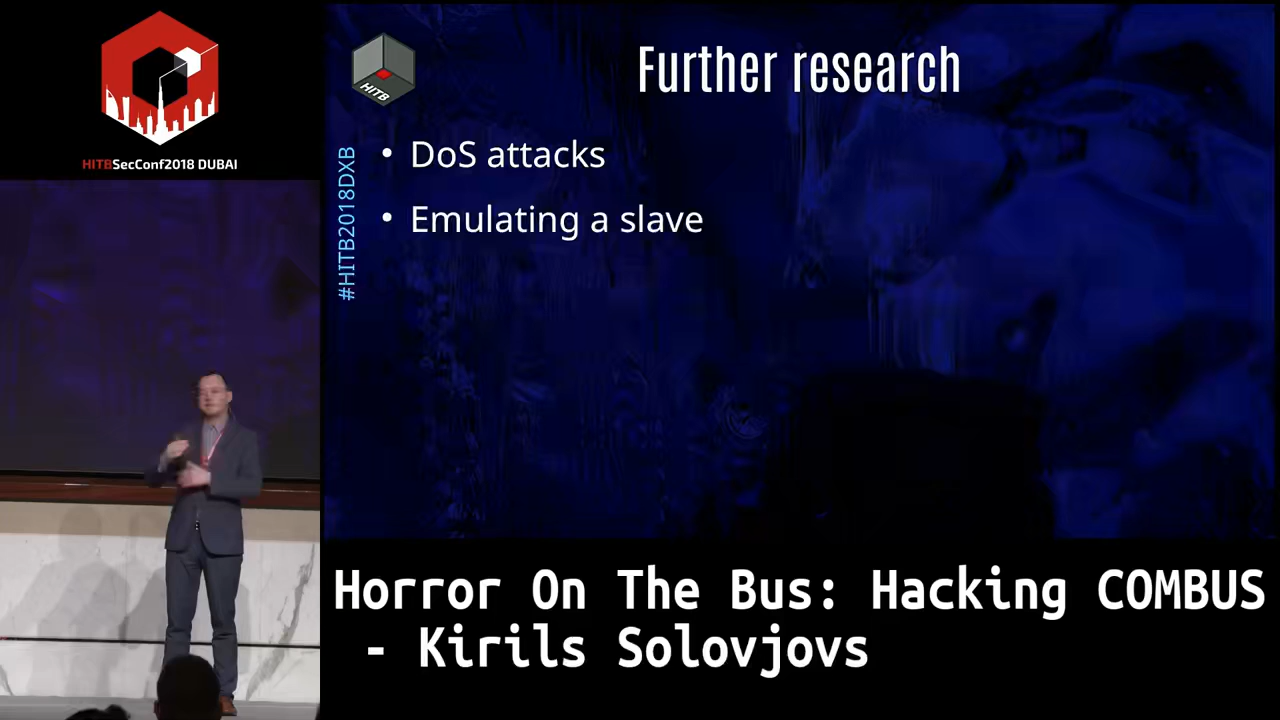 HITBSecConf2018 DUBAI
HITB
#HITB2018DXB
Further research
• DoS attacks
• Emulating a slave
Horror On The Bus: Hacking COMBUS
- Kirils Solovjovs